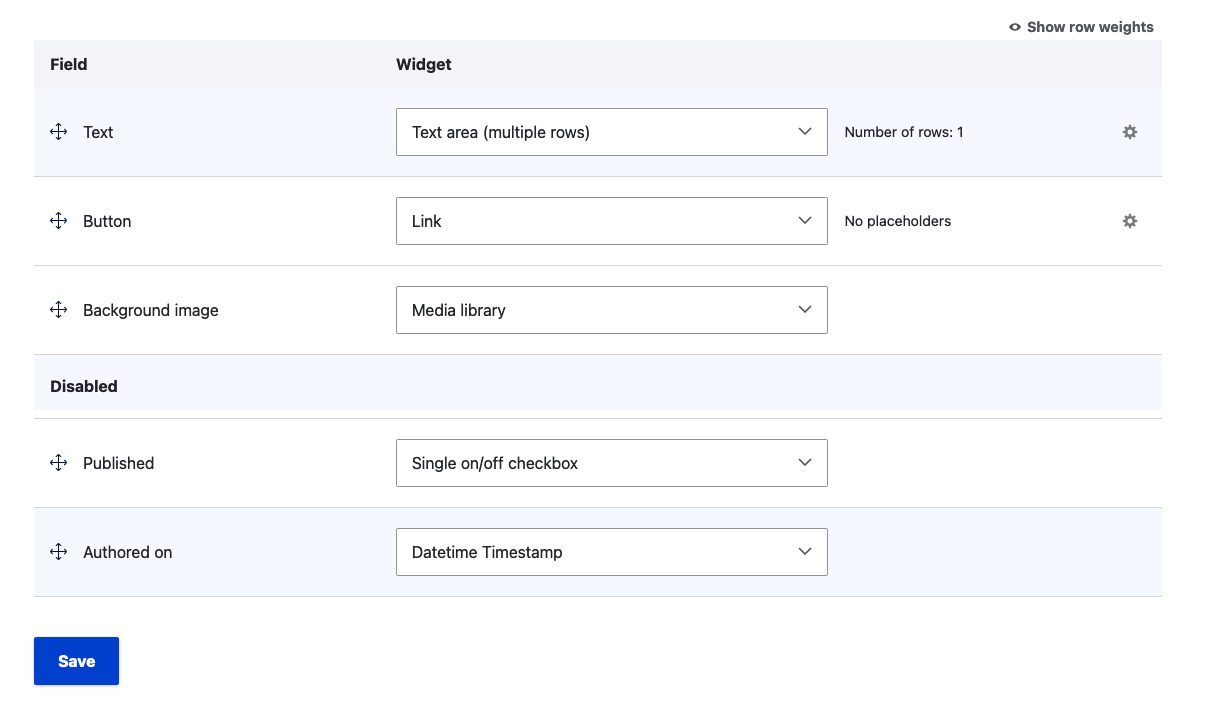 Show row weights
Field Widget
Text Text area (multiple rows) Number of rows: 1
Button Link No placeholders
Background image Media library
Disabled
Published Single on/off checkbox
Authored on Datetime Timestamp
Save